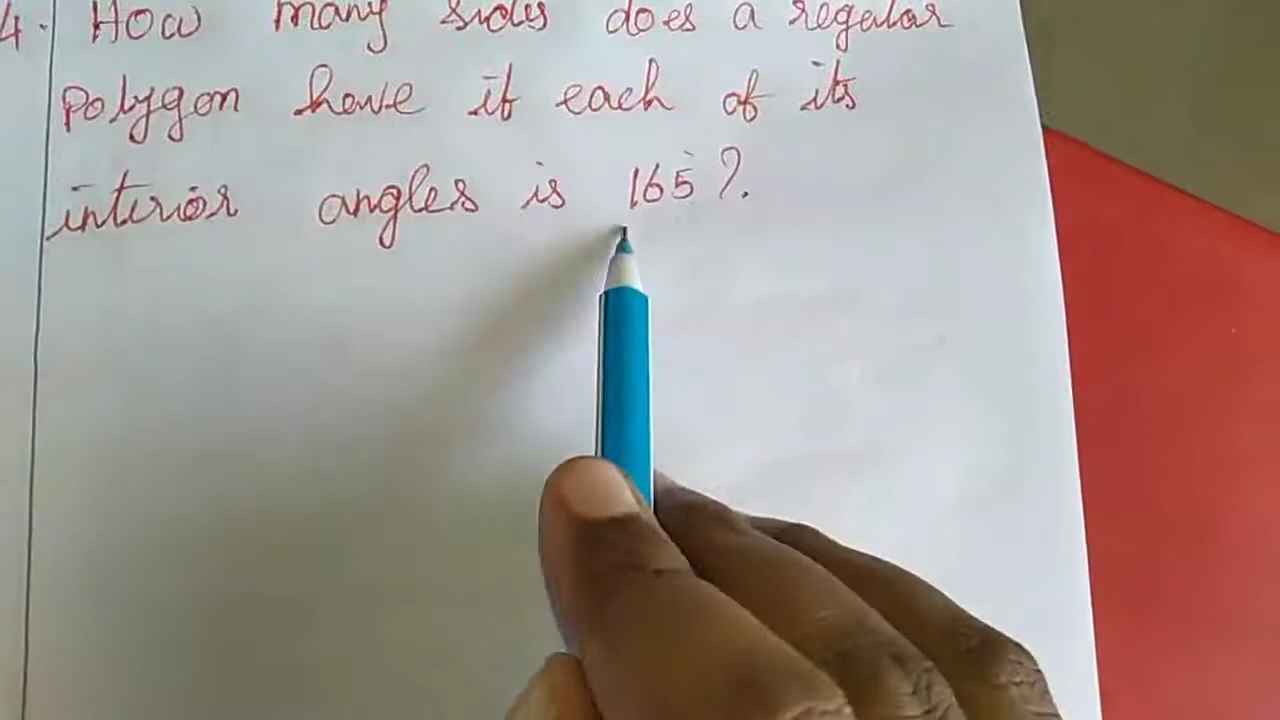 4. How many sides does a regular
polygon have if each of its
interior angles is 165°?.